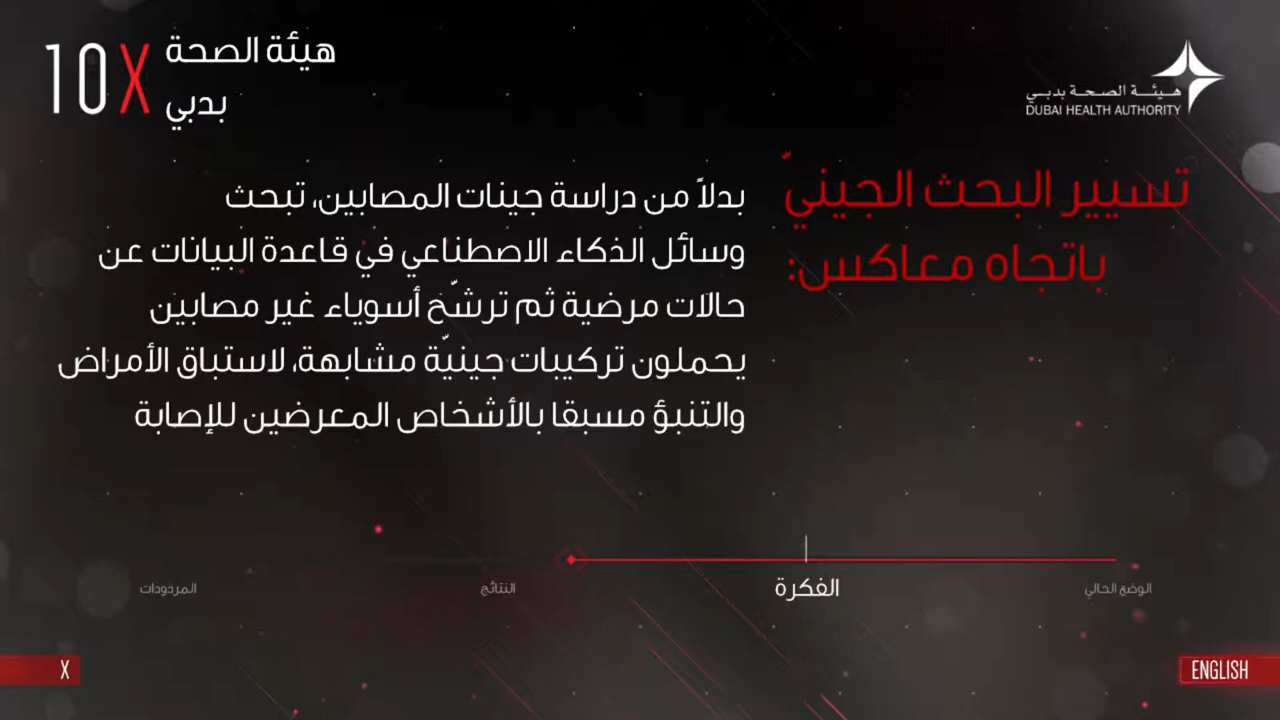 هيئة الصحة
بدبي
10X
هيئة الصحة بدبي
DUBAI HEALTH AUTHORITY
تسيير البحث الجينيّ
باتجاه معاكس:
بدلاً من دراسة جينات المصابين، تبحث
وسائل الذكاء الاصطناعي في قاعدة البيانات عن
حالات مرضية ثم ترشّح أسوياء غير مصابين
يحملون تركيبات جينيّة مشابهة، لاستباق الأمراض
والتنبؤ مسبقا بالأشخاص المعرضين للإصابة
الوضع الحالي
الفكرة
النتائج
المردودات
ENGLISH
X